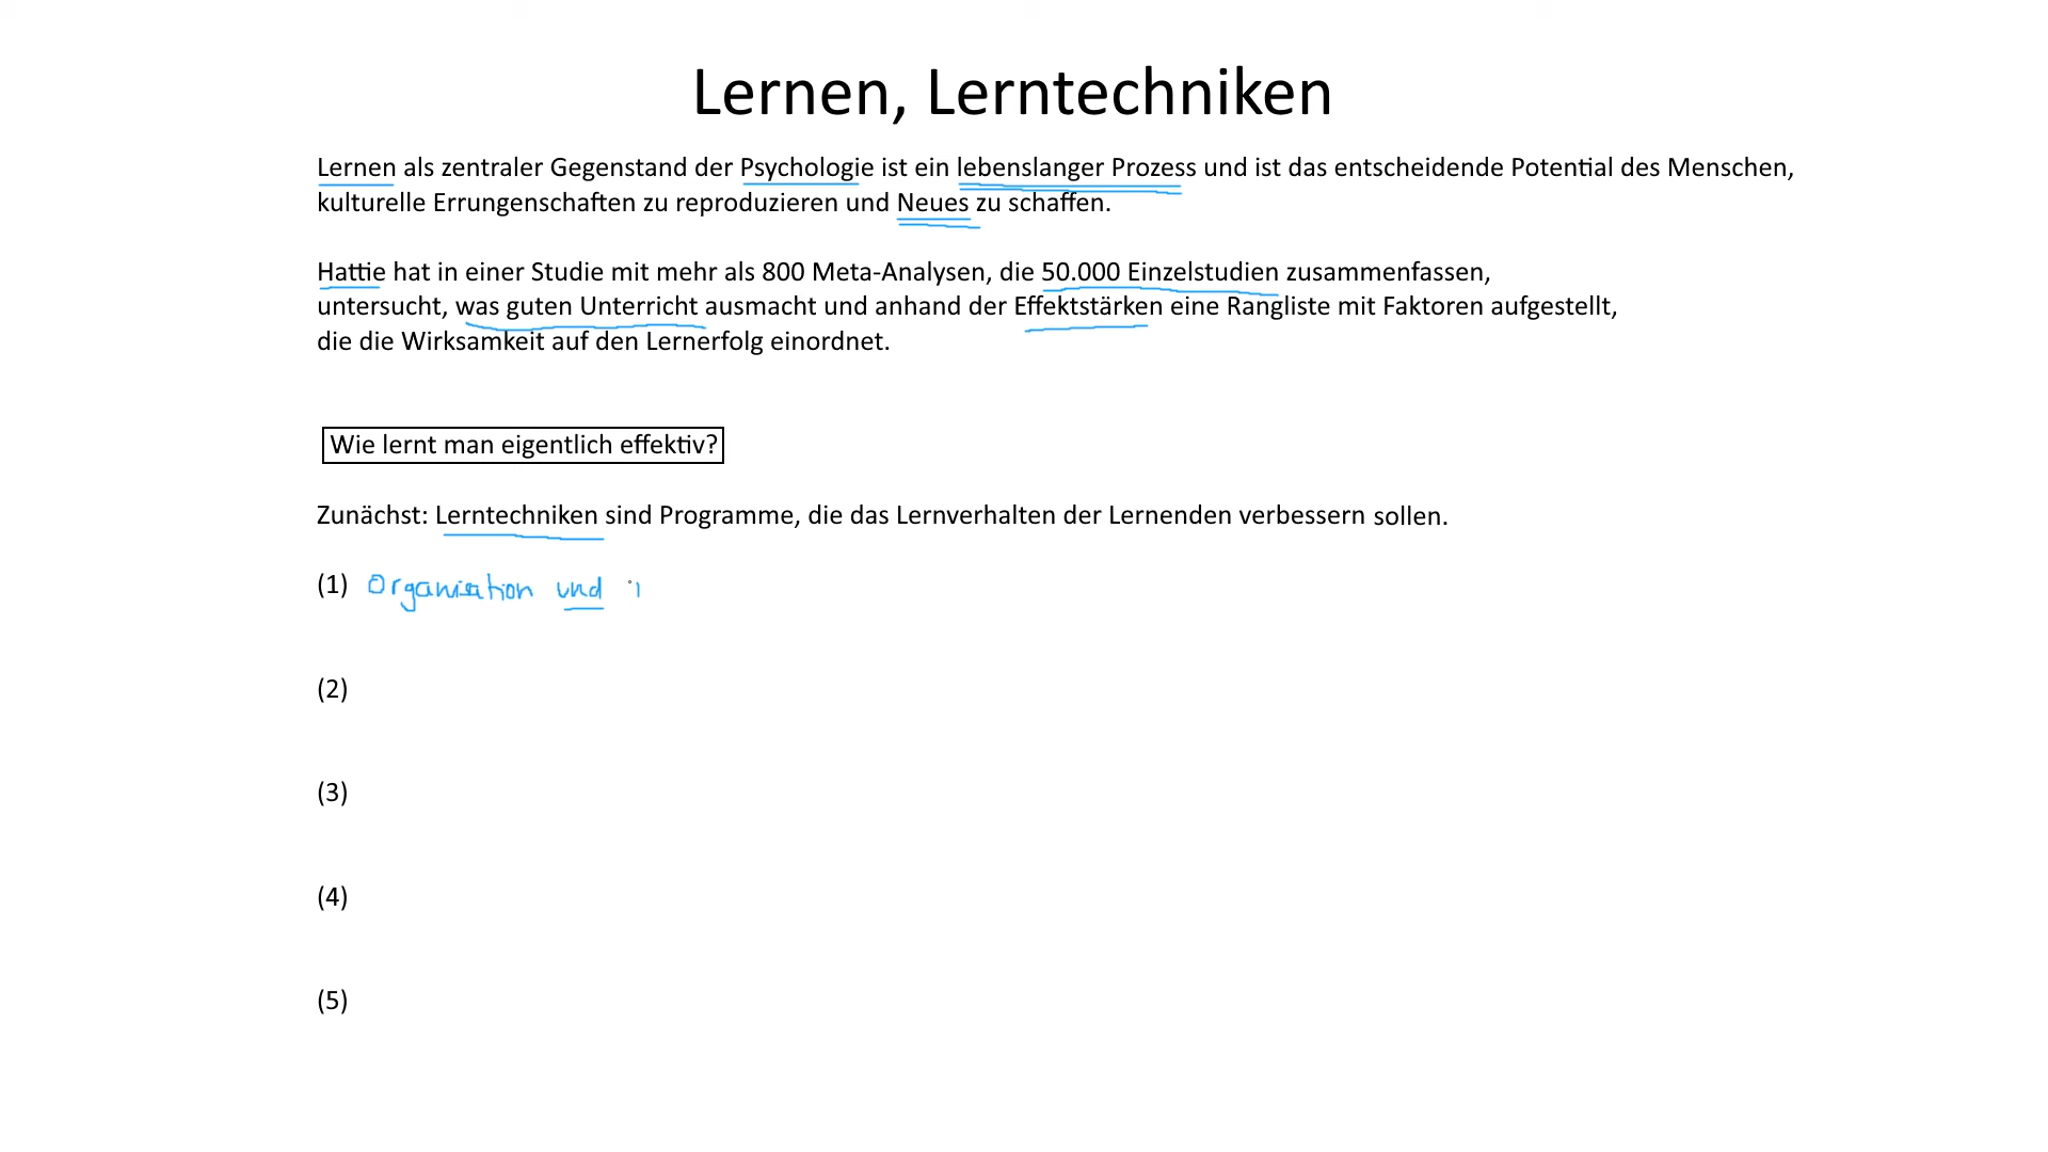 Lernen, Lerntechniken
Lernen als zentraler Gegenstand der Psychologie ist ein lebenslanger Prozess und ist das entscheidende Potential des Menschen,
kulturelle Errungenschaften zu reproduzieren und Neues zu schaffen.
Hattie hat in einer Studie mit mehr als 800 Meta-Analysen, die 50.000 Einzelstudien zusammenfassen,
untersucht, was guten Unterricht ausmacht und anhand der Effektstärken eine Rangliste mit Faktoren aufgestellt,
die die Wirksamkeit auf den Lernerfolg einordnet.
Wie lernt man eigentlich effektiv?
Zunächst: Lerntechniken sind Programme, die das Lernverhalten der Lernenden verbessern sollen.
(1) Organisation und
(2)
(3)
(4)
(5)